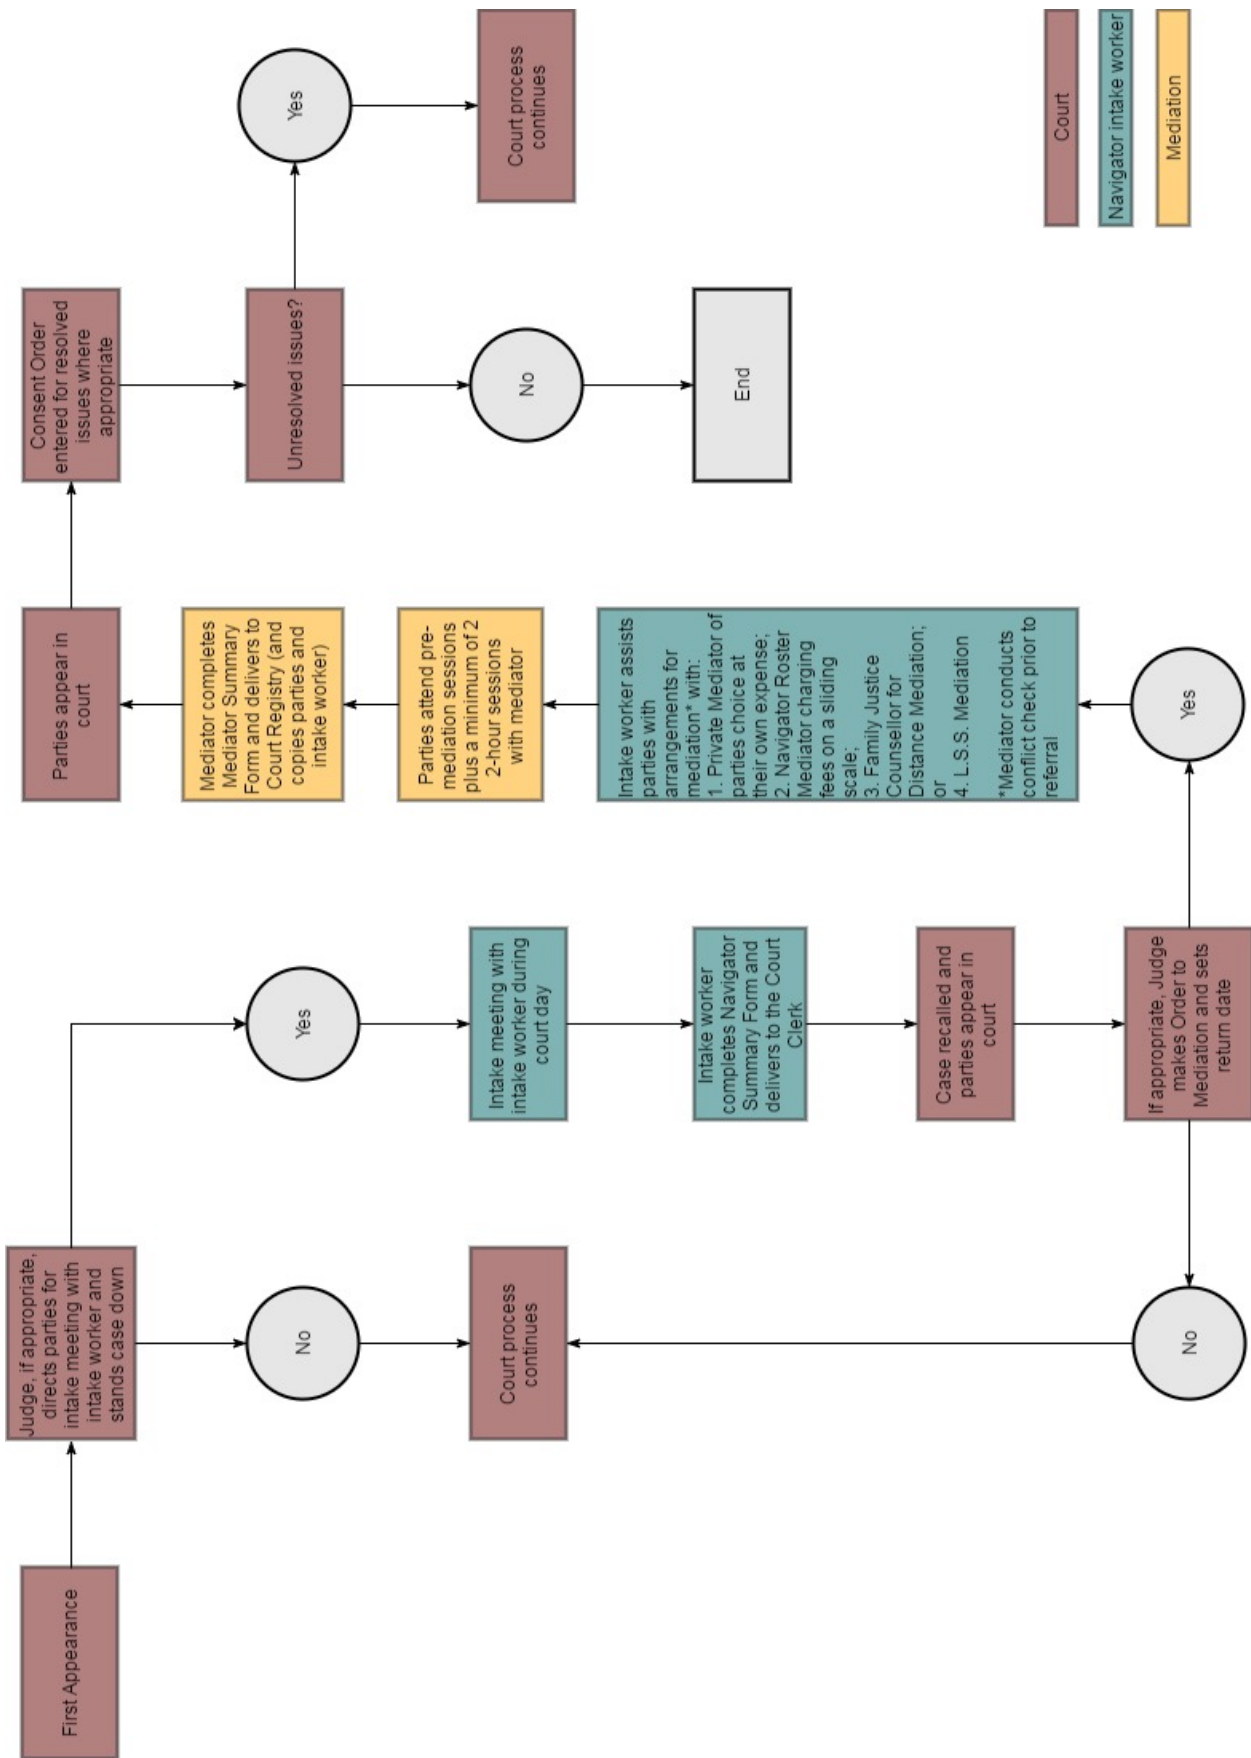 First Appearance
Judge, if appropriate,
directs parties for
intake meeting with
intake worker and
stands case down
No
Court process
continues
Yes
Intake meeting with
intake worker during
court day
Intake worker
completes Navigator
Summary Form and
delivers to the Court
Clerk
Case recalled and
parties appear in
court
If appropriate, Judge
makes Order to
Mediation and sets
return date
No
Yes
Intake worker assists
parties with
arrangements for
mediation* with:
1. Private Mediator of
parties choice at
their own expense;
2. Navigator Roster
Mediator charging
fees on a sliding
scale;
3. Family Justice
Counsellor for
Distance Mediation;
or
4. L.S.S. Mediation
*Mediator conducts
conflict check prior to
referral
Parties attend pre-
mediation sessions
plus a minimum of 2
2-hour sessions
with mediator
Mediator completes
Mediator Summary
Form and delivers to
Court Registry (and
copies parties and
intake worker)
Parties appear in
court
Consent Order
entered for resolved
issues where
appropriate
Unresolved issues?
No
End
Yes
Court process
continues
Court
Navigator intake worker
Mediation